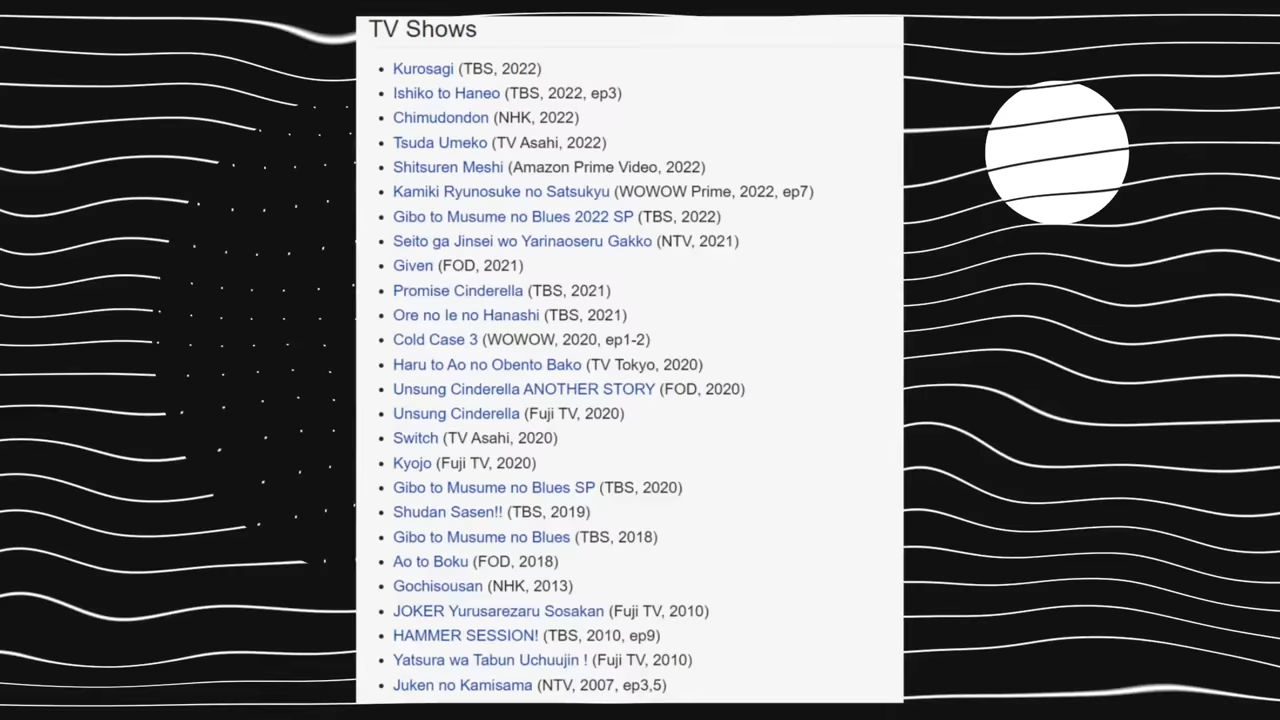 TV Shows
• Kurosagi (TBS, 2022)
• Ishiko to Haneo (TBS, 2022, ep3)
• Chimudondon (NHK, 2022)
• Tsuda Umeko (TV Asahi, 2022)
• Shitsuren Meshi (Amazon Prime Video, 2022)
• Kamiki Ryunosuke no Satsukyu (WOWOW Prime, 2022, ep7)
• Gibo to Musume no Blues 2022 SP (TBS, 2022)
• Seito ga Jinsei wo Yarinaoseru Gakko (NTV, 2021)
• Given (FOD, 2021)
• Promise Cinderella (TBS, 2021)
• Ore no Ie no Hanashi (TBS, 2021)
• Cold Case 3 (WOWOW, 2020, ep1-2)
• Haru to Ao no Obento Bako (TV Tokyo, 2020)
• Unsung Cinderella ANOTHER STORY (FOD, 2020)
• Unsung Cinderella (Fuji TV, 2020)
• Switch (TV Asahi, 2020)
• Kyojo (Fuji TV, 2020)
• Gibo to Musume no Blues SP (TBS, 2020)
• Shudan Sasen!! (TBS, 2019)
• Gibo to Musume no Blues (TBS, 2018)
• Ao to Boku (FOD, 2018)
• Gochisousan (NHK, 2013)
• JOKER Yurusarezaru Sosakan (Fuji TV, 2010)
• HAMMER SESSION! (TBS, 2010, ep9)
• Yatsura wa Tabun Uchuujin ! (Fuji TV, 2010)
• Juken no Kamisama (NTV, 2007, ep3,5)